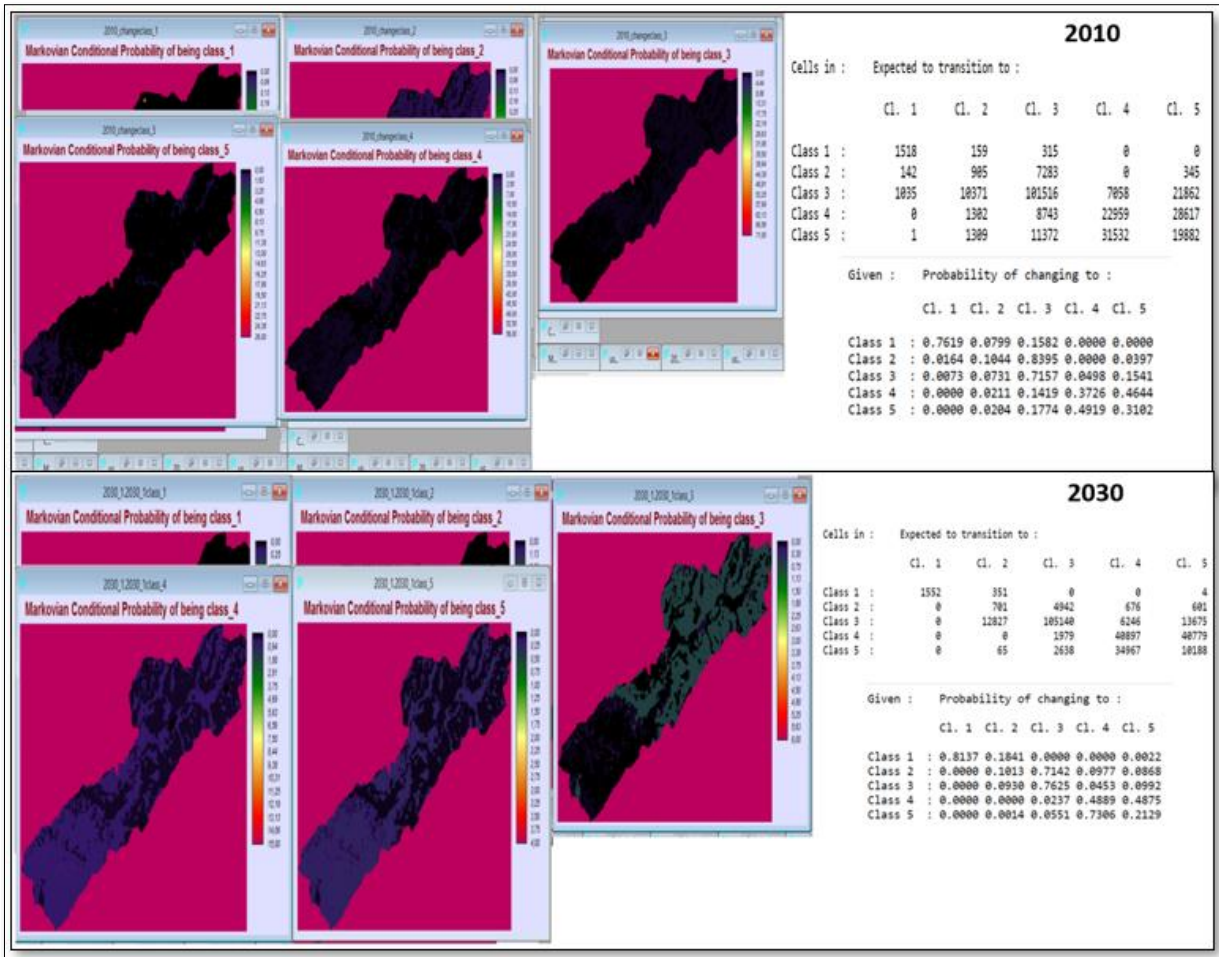 2010_changeclass_1
Markovian Conditional Probability of being class_1
2010_changeclass_2
Markovian Conditional Probability of being class_2
2010_changeclass_3
Markovian Conditional Probability of being class_3
2010_changeclass_5
Markovian Conditional Probability of being class_5
2010_changeclass_4
Markovian Conditional Probability of being class_4
2010
Cells in : Expected to transition to :
Cl. 1 Cl. 2 Cl. 3 Cl. 4 Cl. 5
Class 1 : 1518 159 315 0 0
Class 2 : 142 905 7283 0 345
Class 3 : 1035 10371 101516 7058 21862
Class 4 : 0 1302 8743 22959 28617
Class 5 : 1 1309 11372 31532 19882
Given : Probability of changing to :
Cl. 1 Cl. 2 Cl. 3 Cl. 4 Cl. 5
Class 1 : 0.7619 0.0799 0.1582 0.0000 0.0000
Class 2 : 0.0164 0.1044 0.8395 0.0000 0.0397
Class 3 : 0.0073 0.0731 0.7157 0.0498 0.1541
Class 4 : 0.0000 0.0211 0.1419 0.3726 0.4644
Class 5 : 0.0000 0.0204 0.1774 0.4919 0.3102
2030_1.2030_1class_1
Markovian Conditional Probability of being class_1
2030_1.2030_1class_2
Markovian Conditional Probability of being class_2
2030_1.2030_1class_3
Markovian Conditional Probability of being class_3
2030_1.2030_1class_4
Markovian Conditional Probability of being class_4
2030_1.2030_1class_5
Markovian Conditional Probability of being class_5
2030
Cells in : Expected to transition to :
Cl. 1 Cl. 2 Cl. 3 Cl. 4 Cl. 5
Class 1 : 1552 351 0 0 4
Class 2 : 0 701 4942 676 601
Class 3 : 0 12827 105140 6246 13675
Class 4 : 0 0 1979 40897 40779
Class 5 : 0 65 2638 34967 10188
Given : Probability of changing to :
Cl. 1 Cl. 2 Cl. 3 Cl. 4 Cl. 5
Class 1 : 0.8137 0.1841 0.0000 0.0000 0.0022
Class 2 : 0.0000 0.1013 0.7142 0.0977 0.0868
Class 3 : 0.0000 0.0930 0.7625 0.0453 0.0992
Class 4 : 0.0000 0.0000 0.0237 0.4889 0.4875
Class 5 : 0.0000 0.0014 0.0551 0.7306 0.2129